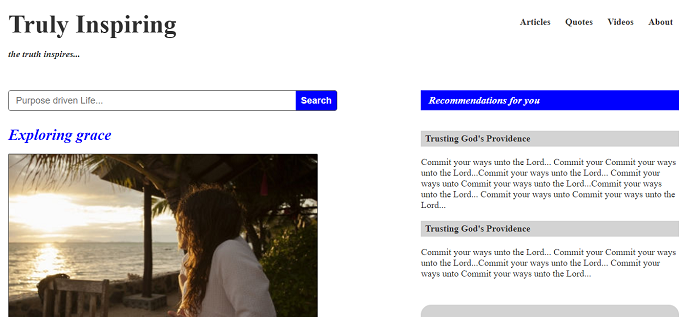 Truly Inspiring
Articles Quotes Videos About
the truth inspires...
Purpose driven Life... Search
Exploring grace
Recommendations for you
Trusting God's Providence
Commit your ways unto the Lord... Commit your Commit your ways
unto the Lord...Commit your ways unto the Lord... Commit your
ways unto Commit your ways unto the Lord...Commit your ways
unto the Lord... Commit your ways unto Commit your ways unto the
Lord...
Trusting God's Providence
Commit your ways unto the Lord... Commit your Commit your ways
unto the Lord...Commit your ways unto the Lord... Commit your
ways unto Commit your ways unto the Lord...